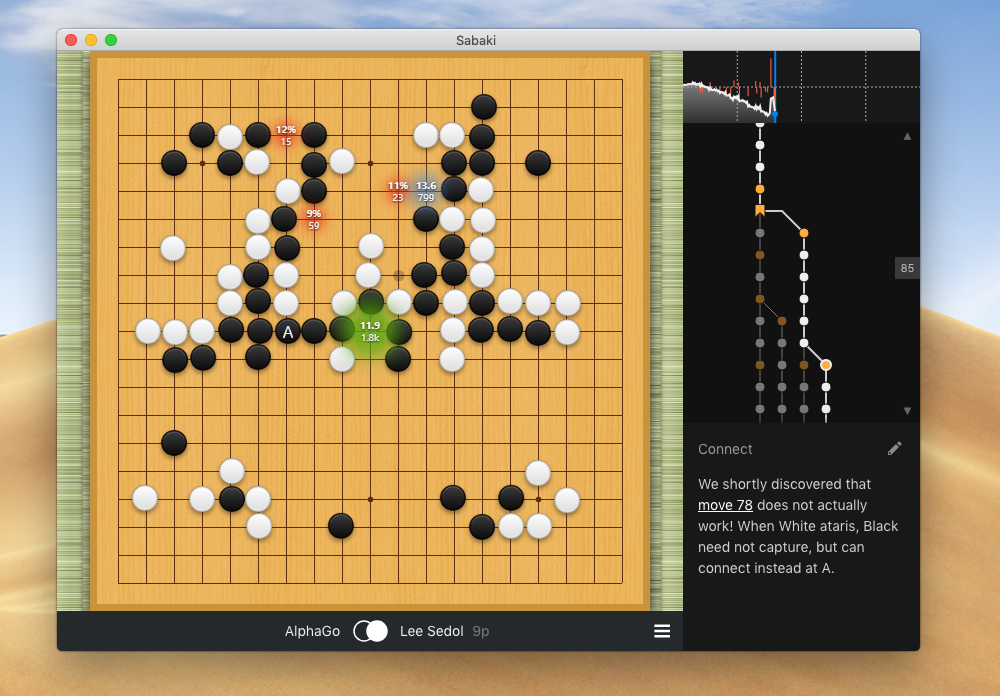 Sabaki
12%
15
11%
23
13.6
799
9%
59
A
11.9
1.8k
85
Connect
We shortly discovered that
move 78 does not actually
work! When White ataris, Black
need not capture, but can
connect instead at A.
AlphaGo
Lee Sedol 9p